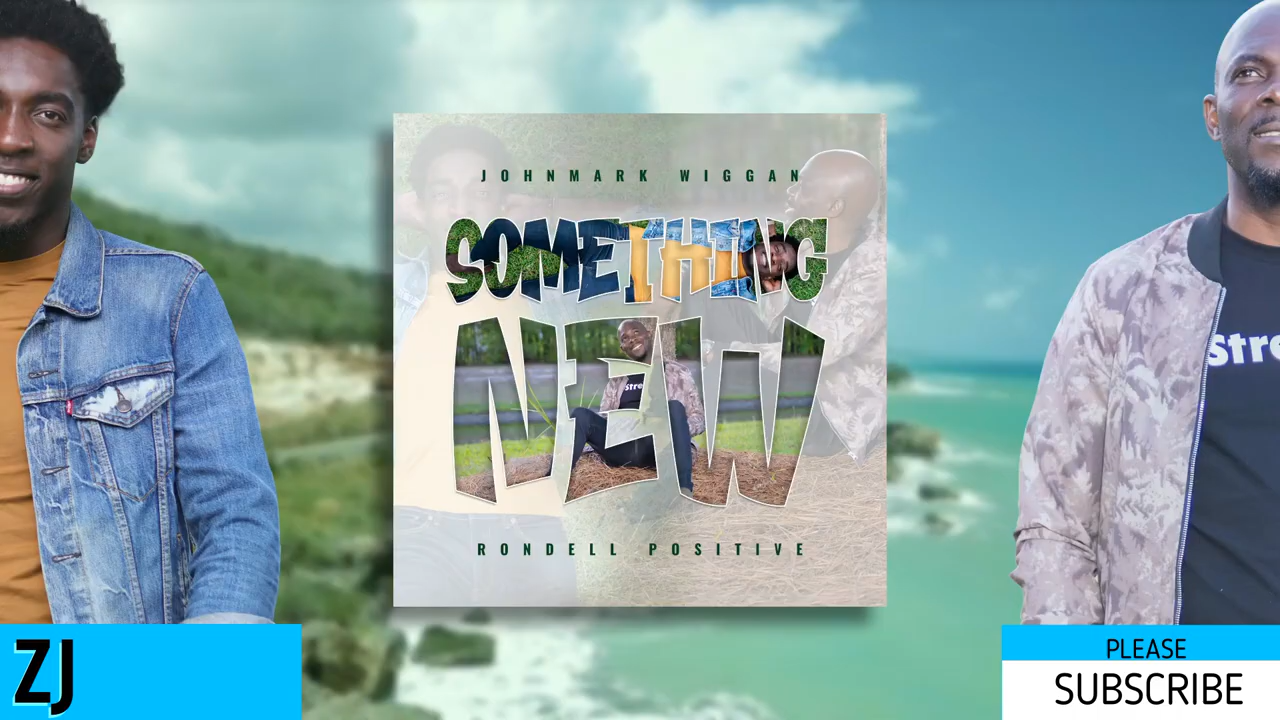 JOHNMARK WIGGAN
SOMETHING
NEW
RONDELL POSITIVE
ZJ
PLEASE
SUBSCRIBE